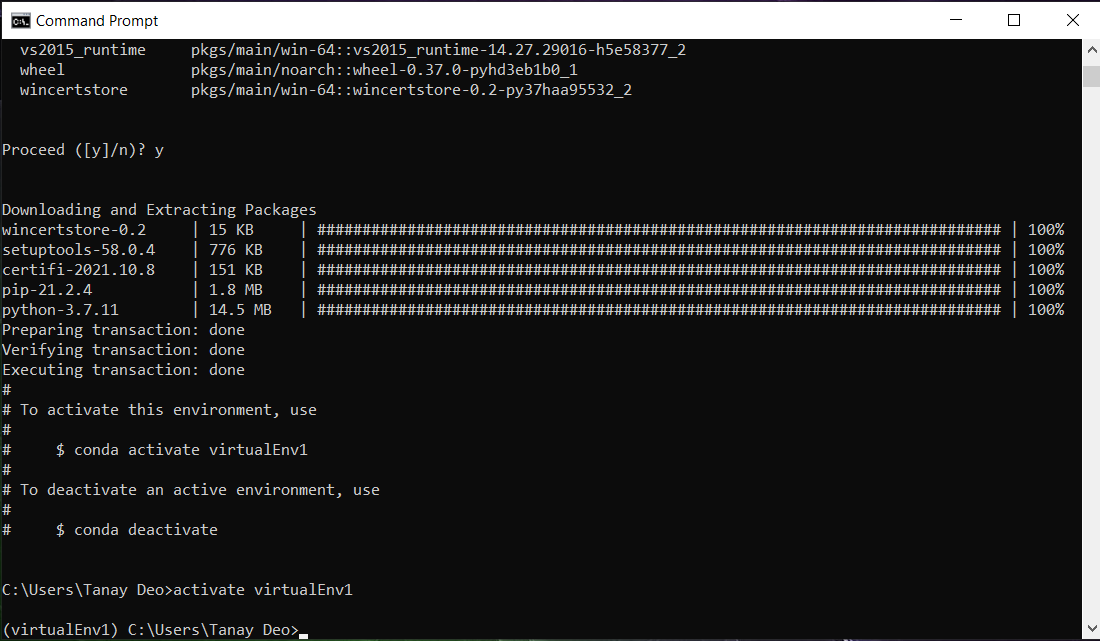 Command Prompt
vs2015_runtime     pkgs/main/win-64::vs2015_runtime-14.27.29016-h5e58377_2
wheel              pkgs/main/noarch::wheel-0.37.0-pyhd3eb1b0_1
wincertstore       pkgs/main/win-64::wincertstore-0.2-py37haa95532_2
Proceed ([y]/n)? y
Downloading and Extracting Packages
wincertstore-0.2     | 15 KB     | ############################################################################ | 100%
setuptools-58.0.4    | 776 KB    | ############################################################################ | 100%
certifi-2021.10.8    | 151 KB    | ############################################################################ | 100%
pip-21.2.4           | 1.8 MB    | ############################################################################ | 100%
python-3.7.11        | 14.5 MB   | ############################################################################ | 100%
Preparing transaction: done
Verifying transaction: done
Executing transaction: done
#
# To activate this environment, use
#
#     $ conda activate virtualEnv1
#
# To deactivate an active environment, use
#
#     $ conda deactivate
C:\Users\Tanay Deo>activate virtualEnv1
(virtualEnv1) C:\Users\Tanay Deo>